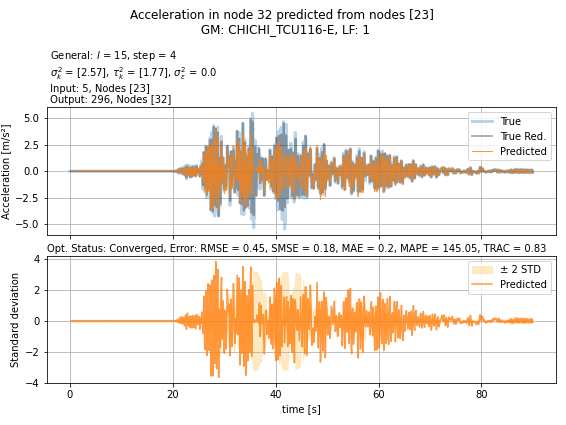 Acceleration in node 32 predicted from nodes [23]
GM: CHICHI_TCU116-E, LF: 1
General: l = 15, step = 4
σ²ₖ = [2.57], τ²ₖ = [1.77], σ²ε = 0.0
Input: 5, Nodes [23]
Output: 296, Nodes [32]
Acceleration [m/s²]
5.0
2.5
0.0
−2.5
−5.0
True
True Red.
Predicted
Opt. Status: Converged, Error: RMSE = 0.45, SMSE = 0.18, MAE = 0.2, MAPE = 145.05, TRAC = 0.83
Standard deviation
4
2
0
−2
−4
± 2 STD
Predicted
0 20 40 60 80
time [s]